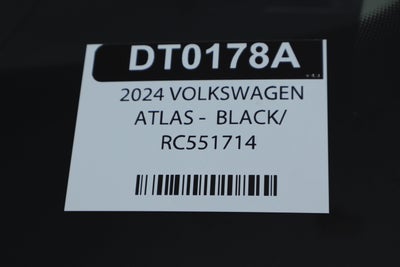 DT0178A
2024 VOLKSWAGEN
ATLAS - BLACK/
RC551714